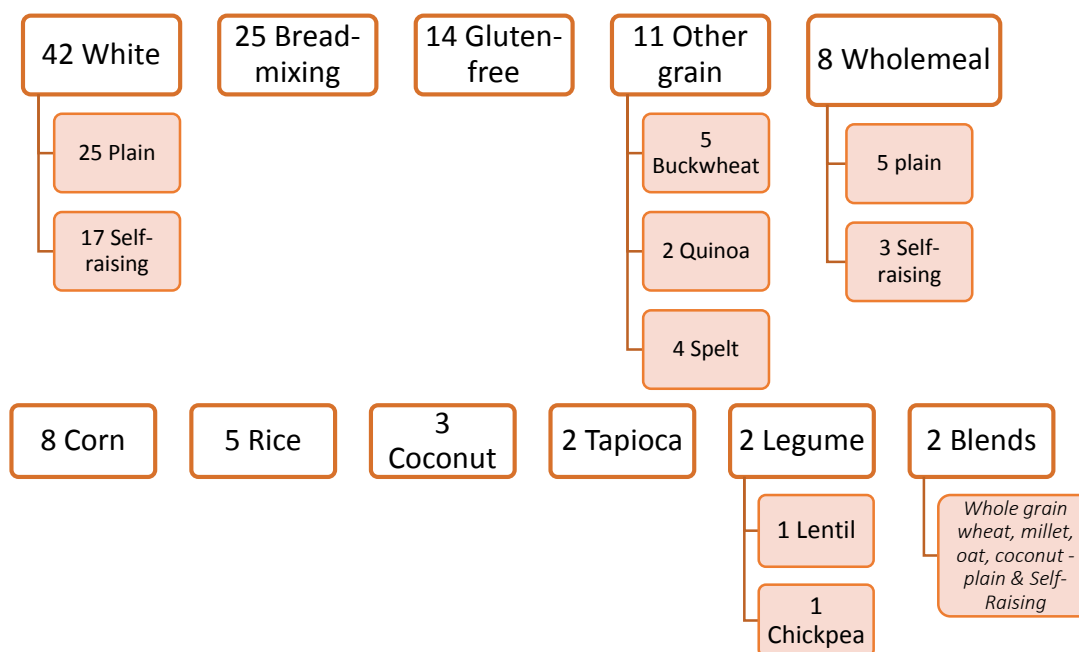 42 White
25 Bread-
mixing
14 Gluten-
free
11 Other
grain
8 Wholemeal
25 Plain
17 Self-
raising
5
Buckwheat
2 Quinoa
4 Spelt
5 plain
3 Self-
raising
8 Corn
5 Rice
3
Coconut
2 Tapioca
2 Legume
2 Blends
1 Lentil
1
Chickpea
Whole grain
wheat, millet,
oat, coconut -
plain & Self-
Raising